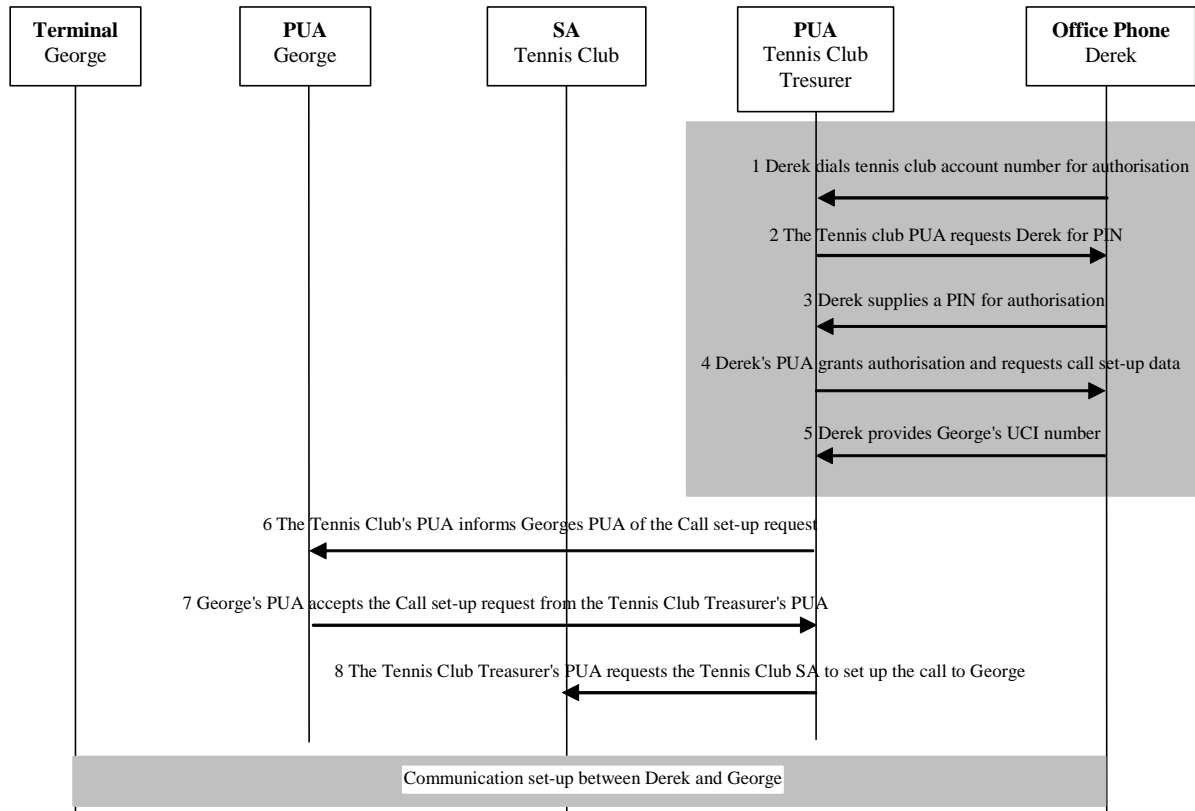 Terminal
George
PUA
George
SA
Tennis Club
PUA
Tennis Club
Tresurer
Office Phone
Derek
1 Derek dials tennis club account number for authorisation
2 The Tennis club PUA requests Derek for PIN
3 Derek supplies a PIN for authorisation
4 Derek's PUA grants authorisation and requests call set-up data
5 Derek provides George's UCI number
6 The Tennis Club's PUA informs Georges PUA of the Call set-up request
7 George's PUA accepts the Call set-up request from the Tennis Club Treasurer's PUA
8 The Tennis Club Treasurer's PUA requests the Tennis Club SA to set up the call to George
Communication set-up between Derek and George